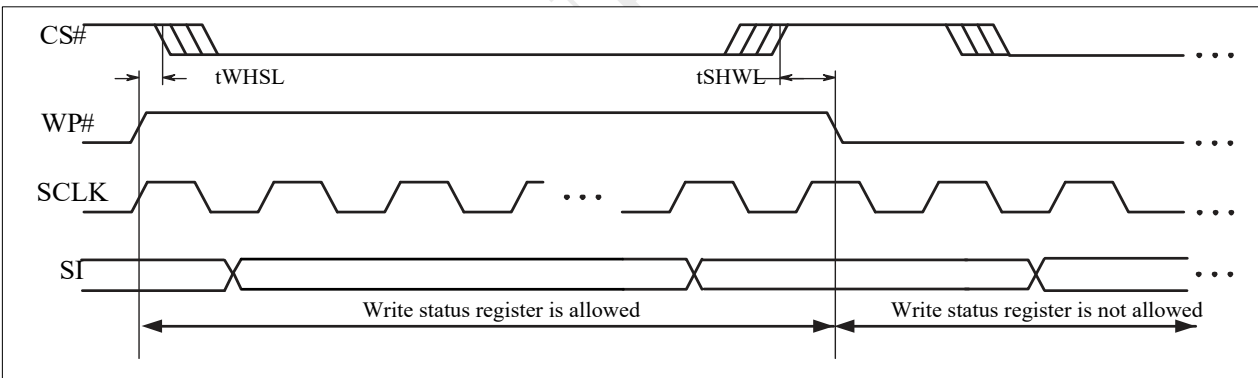 CS#
tWHSL
tSHWL
WP#
SCLK
SI
Write status register is allowed
Write status register is not allowed